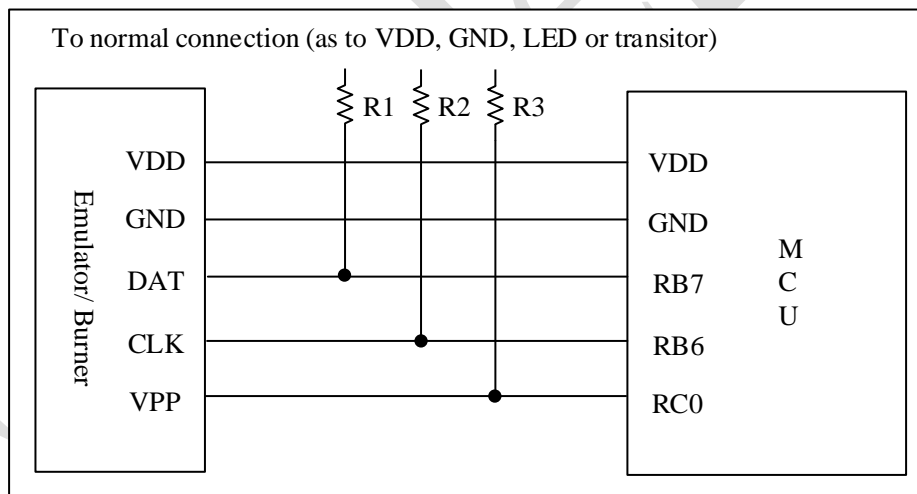 To normal connection (as to VDD, GND, LED or transitor)
R1 R2 R3
VDD VDD
GND GND
DAT RB7
CLK RB6
VPP RC0
Emulator/ Burner
M
C
U